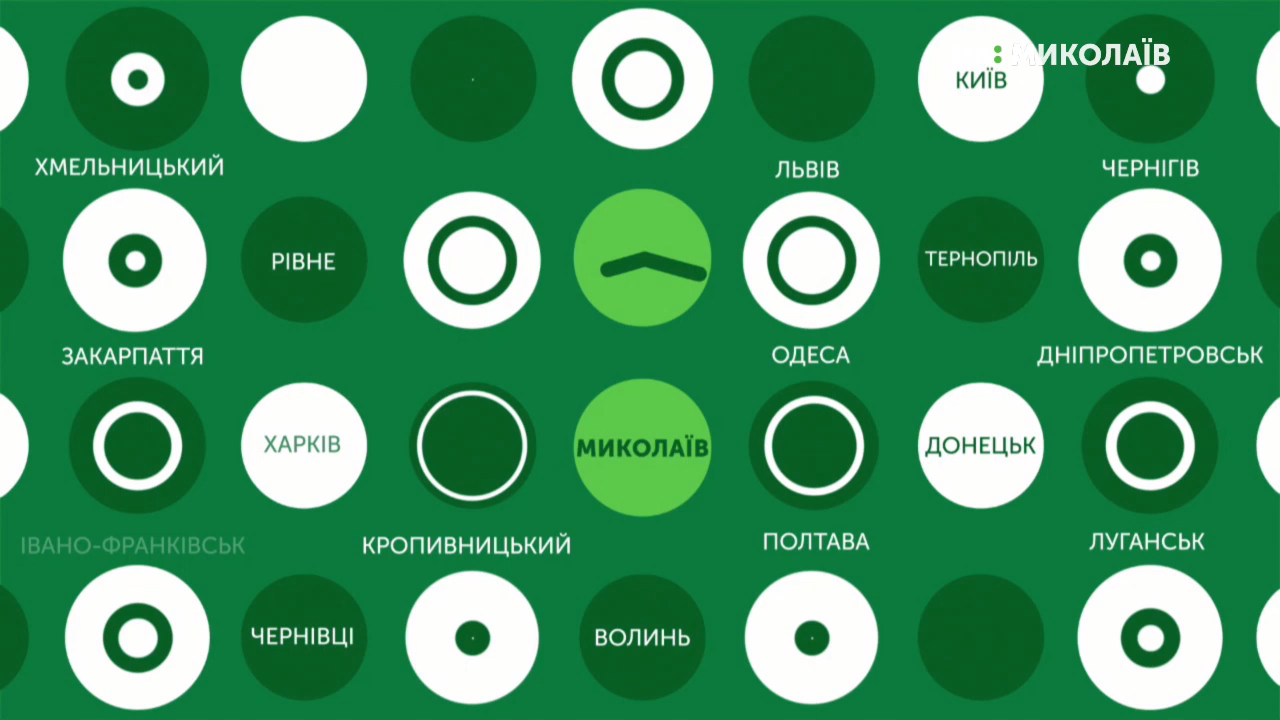 : МИКОЛАЇВ
КИЇВ
ХМЕЛЬНИЦЬКИЙ
ЛЬВІВ
ЧЕРНІГІВ
РІВНЕ
ТЕРНОПІЛЬ
ЗАКАРПАТТЯ
ОДЕСА
ДНІПРОПЕТРОВСЬК
ХАРКІВ
МИКОЛАЇВ
ДОНЕЦЬК
ІВАНО-ФРАНКІВСЬК
КРОПИВНИЦЬКИЙ
ПОЛТАВА
ЛУГАНСЬК
ЧЕРНІВЦІ
ВОЛИНЬ